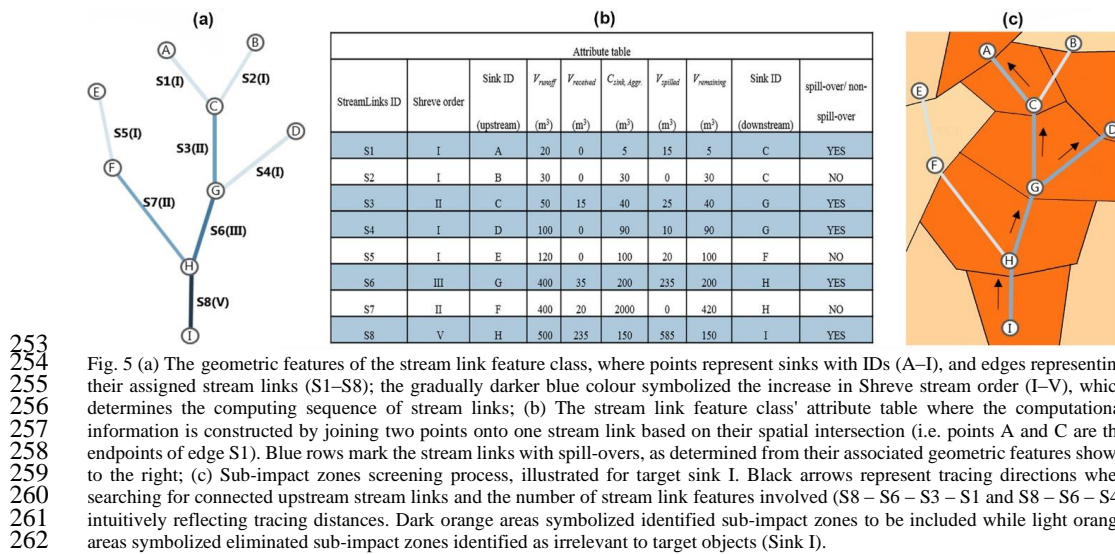 (a)
(b)
(c)
A
B
S1(I)
S2(I)
E
C
D
S5(I)
S3(II)
S4(I)
F
G
S7(II)
S6(III)
H
S8(V)
I
Attribute table
StreamLinks ID Shreve order Sink ID (upstream) Vrunoff (m³) Vreceived (m³) Csink, Aggr. (m³) Vspilled (m³) Vremaining (m³) Sink ID (downstream) spill-over/ non-spill-over
S1 I A 20 0 5 15 5 C YES
S2 I B 30 0 30 0 30 C NO
S3 II C 50 15 40 25 40 G YES
S4 I D 100 0 90 10 90 G YES
S5 I E 120 0 100 20 100 F NO
S6 III G 400 35 200 235 200 H YES
S7 II F 400 20 2000 0 420 H NO
S8 V H 500 235 150 585 150 I YES
A
B
E
C
D
F
G
H
I
253
254 Fig. 5 (a) The geometric features of the stream link feature class, where points represent sinks with IDs (A–I), and edges representin
255 their assigned stream links (S1–S8); the gradually darker blue colour symbolized the increase in Shreve stream order (I–V), whic
256 determines the computing sequence of stream links; (b) The stream link feature class' attribute table where the computationa
257 information is constructed by joining two points onto one stream link based on their spatial intersection (i.e. points A and C are th
258 endpoints of edge S1). Blue rows mark the stream links with spill-overs, as determined from their associated geometric features show
259 to the right; (c) Sub-impact zones screening process, illustrated for target sink I. Black arrows represent tracing directions whe
260 searching for connected upstream stream links and the number of stream link features involved (S8 – S6 – S3 – S1 and S8 – S6 – S4
261 intuitively reflecting tracing distances. Dark orange areas symbolized identified sub-impact zones to be included while light orang
262 areas symbolized eliminated sub-impact zones identified as irrelevant to target objects (Sink I).